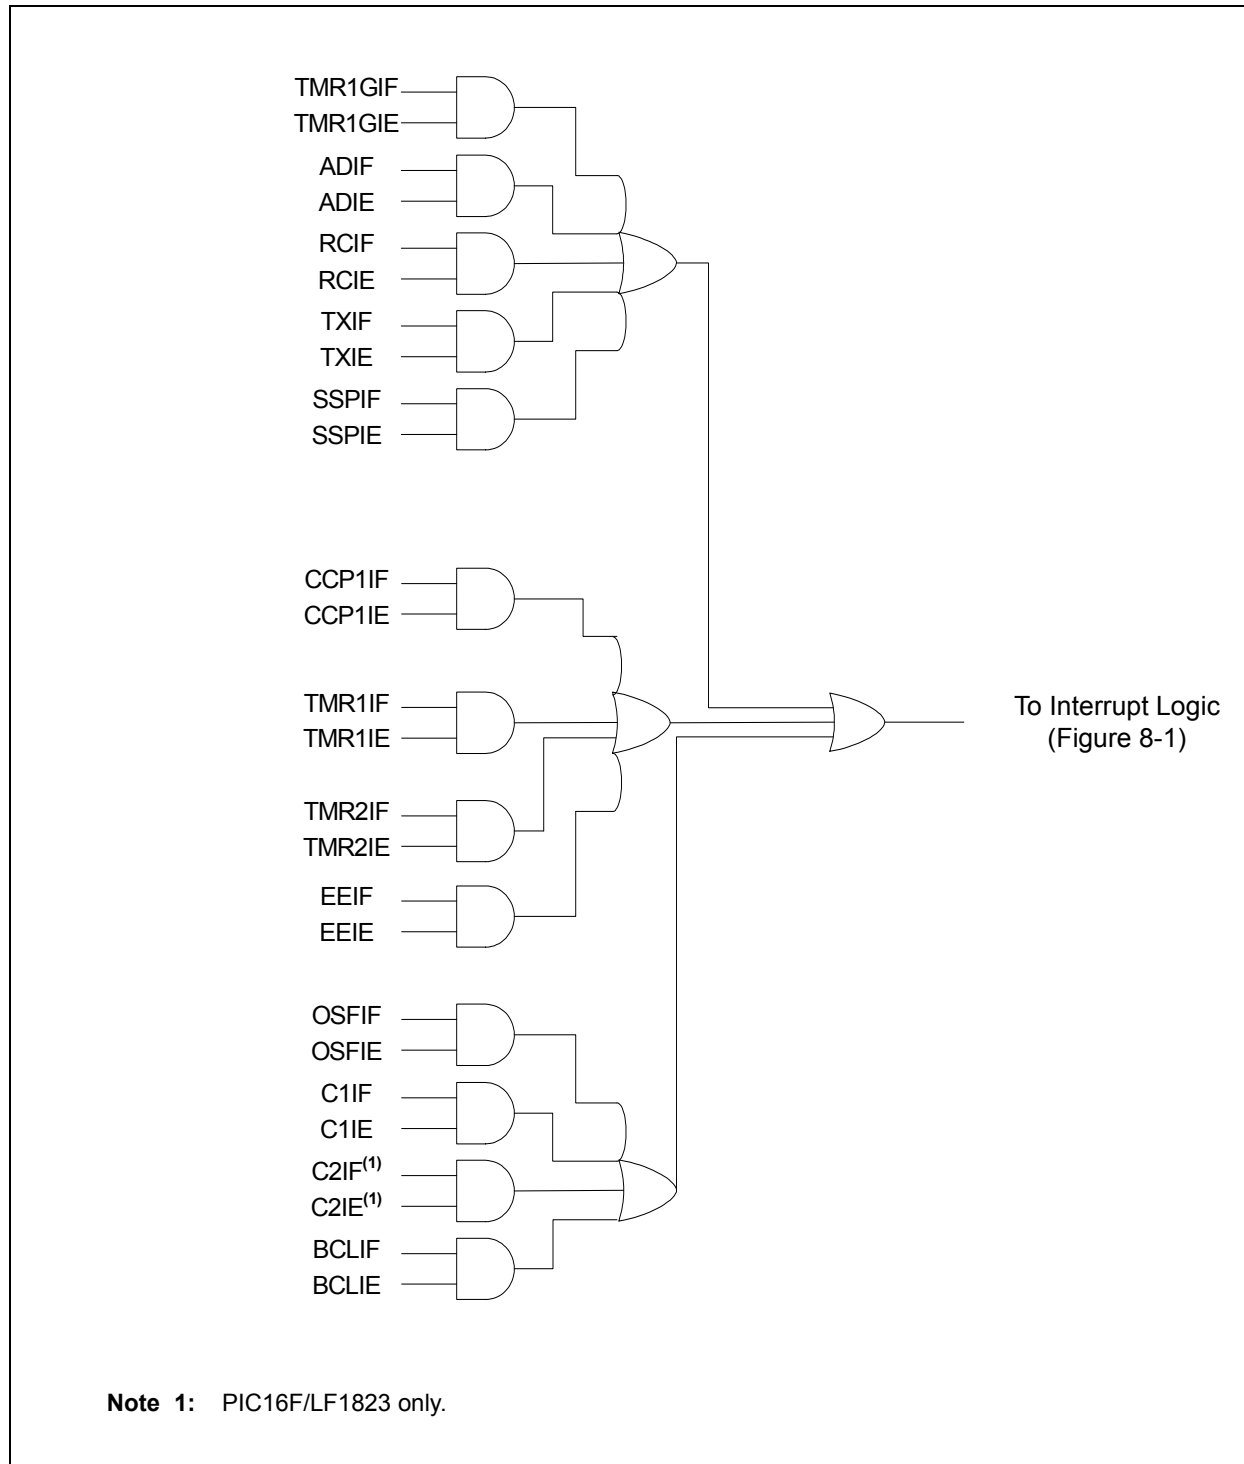 TMR1GIF
TMR1GIE
ADIF
ADIE
RCIF
RCIE
TXIF
TXIE
SSPIF
SSPIE
CCP1IF
CCP1IE
TMR1IF
TMR1IE
To Interrupt Logic
(Figure 8-1)
TMR2IF
TMR2IE
EEIF
EEIE
OSFIF
OSFIE
C1IF
C1IE
C2IF(1)
C2IE(1)
BCLIF
BCLIE
Note 1: PIC16F/LF1823 only.